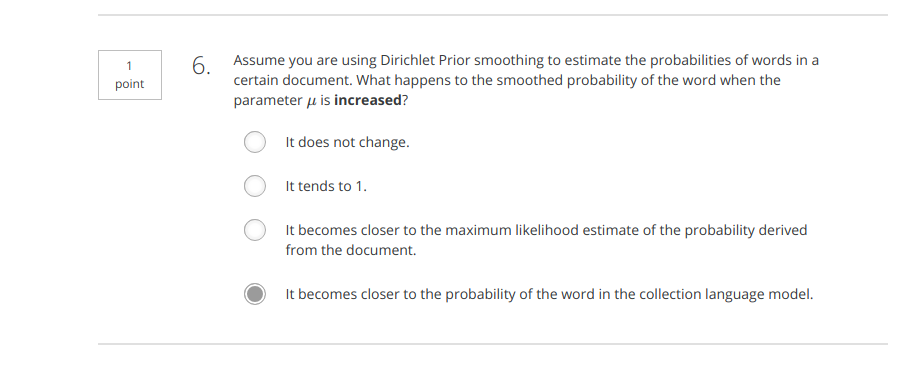 1
point
6.
Assume you are using Dirichlet Prior smoothing to estimate the probabilities of words in a
certain document. What happens to the smoothed probability of the word when the
parameter μ is increased?
It does not change.
It tends to 1.
It becomes closer to the maximum likelihood estimate of the probability derived
from the document.
It becomes closer to the probability of the word in the collection language model.